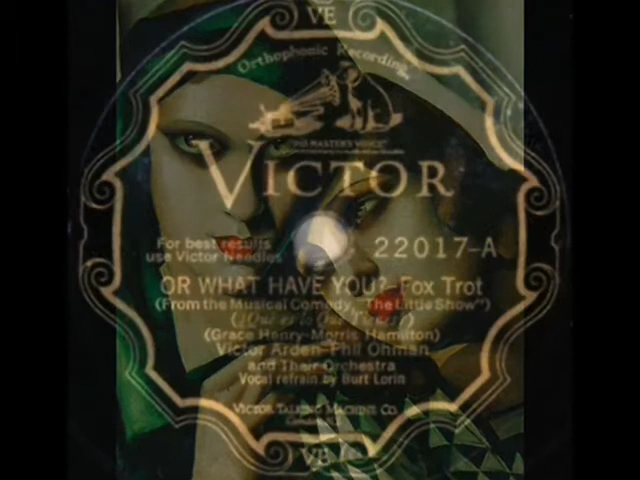 VE
Orthophonic Recording
"HIS MASTER'S VOICE"
VICTOR
For best results
use Victor Needles
22017-A
OR WHAT HAVE YOU?-Fox Trot
(From the Musical Comedy, "The Little Show")
(Grace Henry-Morris Hamilton)
Victor Arden-Phil Ohman
and Their Orchestra
Vocal refrain by Burt Lorin
VICTOR TALKING MACHINE CO.
VE